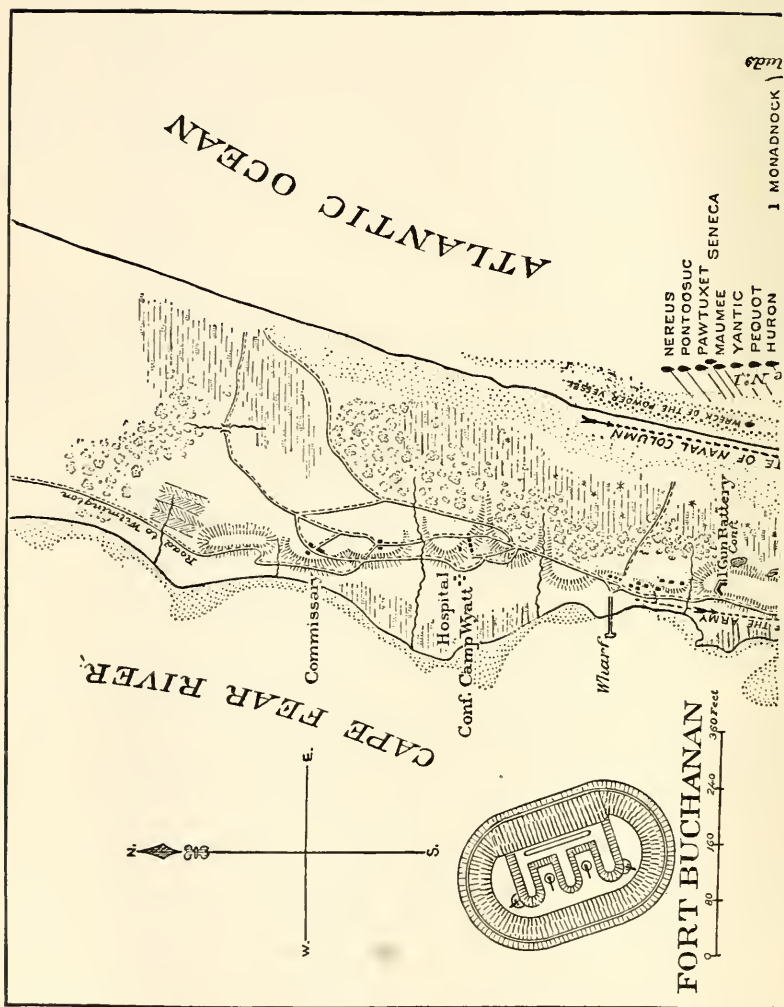 ATLANTIC OCEAN
CAPE FEAR RIVER
Road to Wilmington
Commissary
Hospital
Conf. Camp Wyatt
Wharf
Gun Battery
Conf.
THE ARMY
OF NAVAL COLUMN
WRECK OF THE POWDER VESSEL
Nº.1
NEREUS
PONTOOSUC
PAWTUXET
MAUMEE
SENECA
YANTIC
PEQUOT
HURON
1 MONADNOCK
N.
W.
E.
S.
FORT BUCHANAN
0 80 160 240 360 Feet